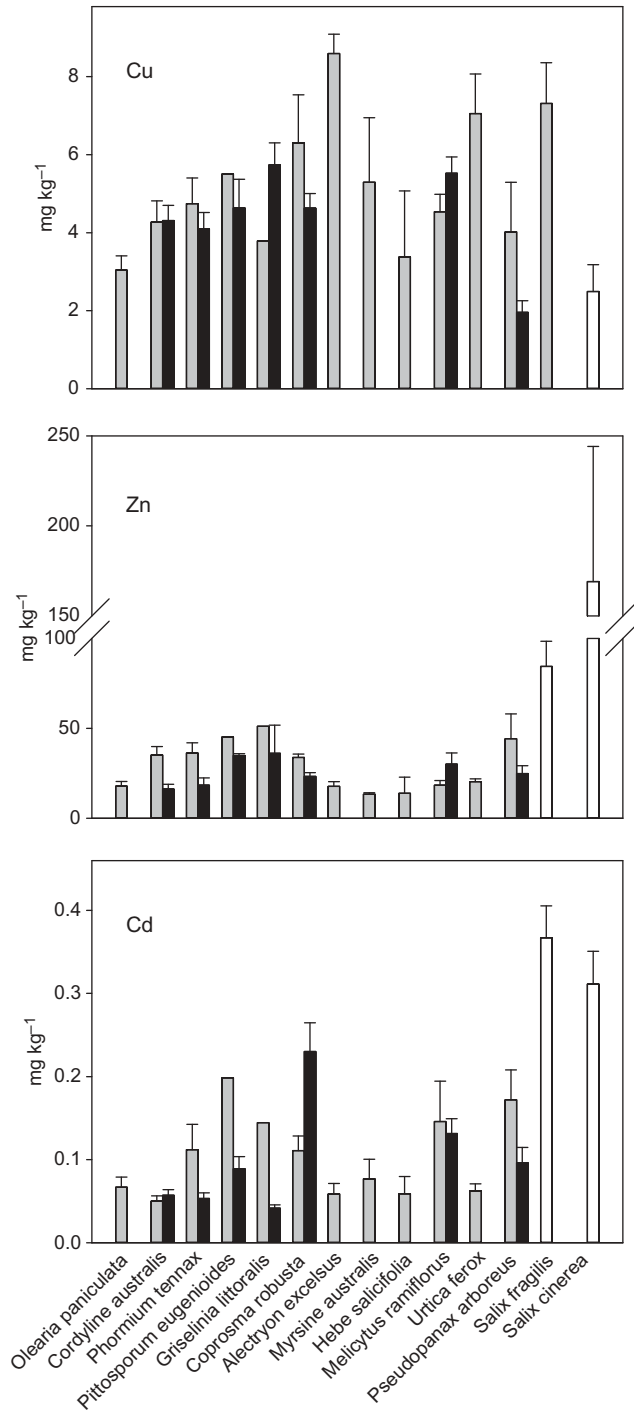 Cu
mg kg⁻¹
8
6
4
2
0
Zn
mg kg⁻¹
250
200
150
100
50
0
Cd
mg kg⁻¹
0.4
0.3
0.2
0.1
0.0
Olearia paniculata
Cordyline australis
Phormium tennax
Pittosporum eugenioides
Griselinia littoralis
Coprosma robusta
Alectryon excelsus
Myrsine australis
Hebe salicifolia
Melicytus ramiflorus
Urtica ferox
Pseudopanax arboreus
Salix fragilis
Salix cinerea